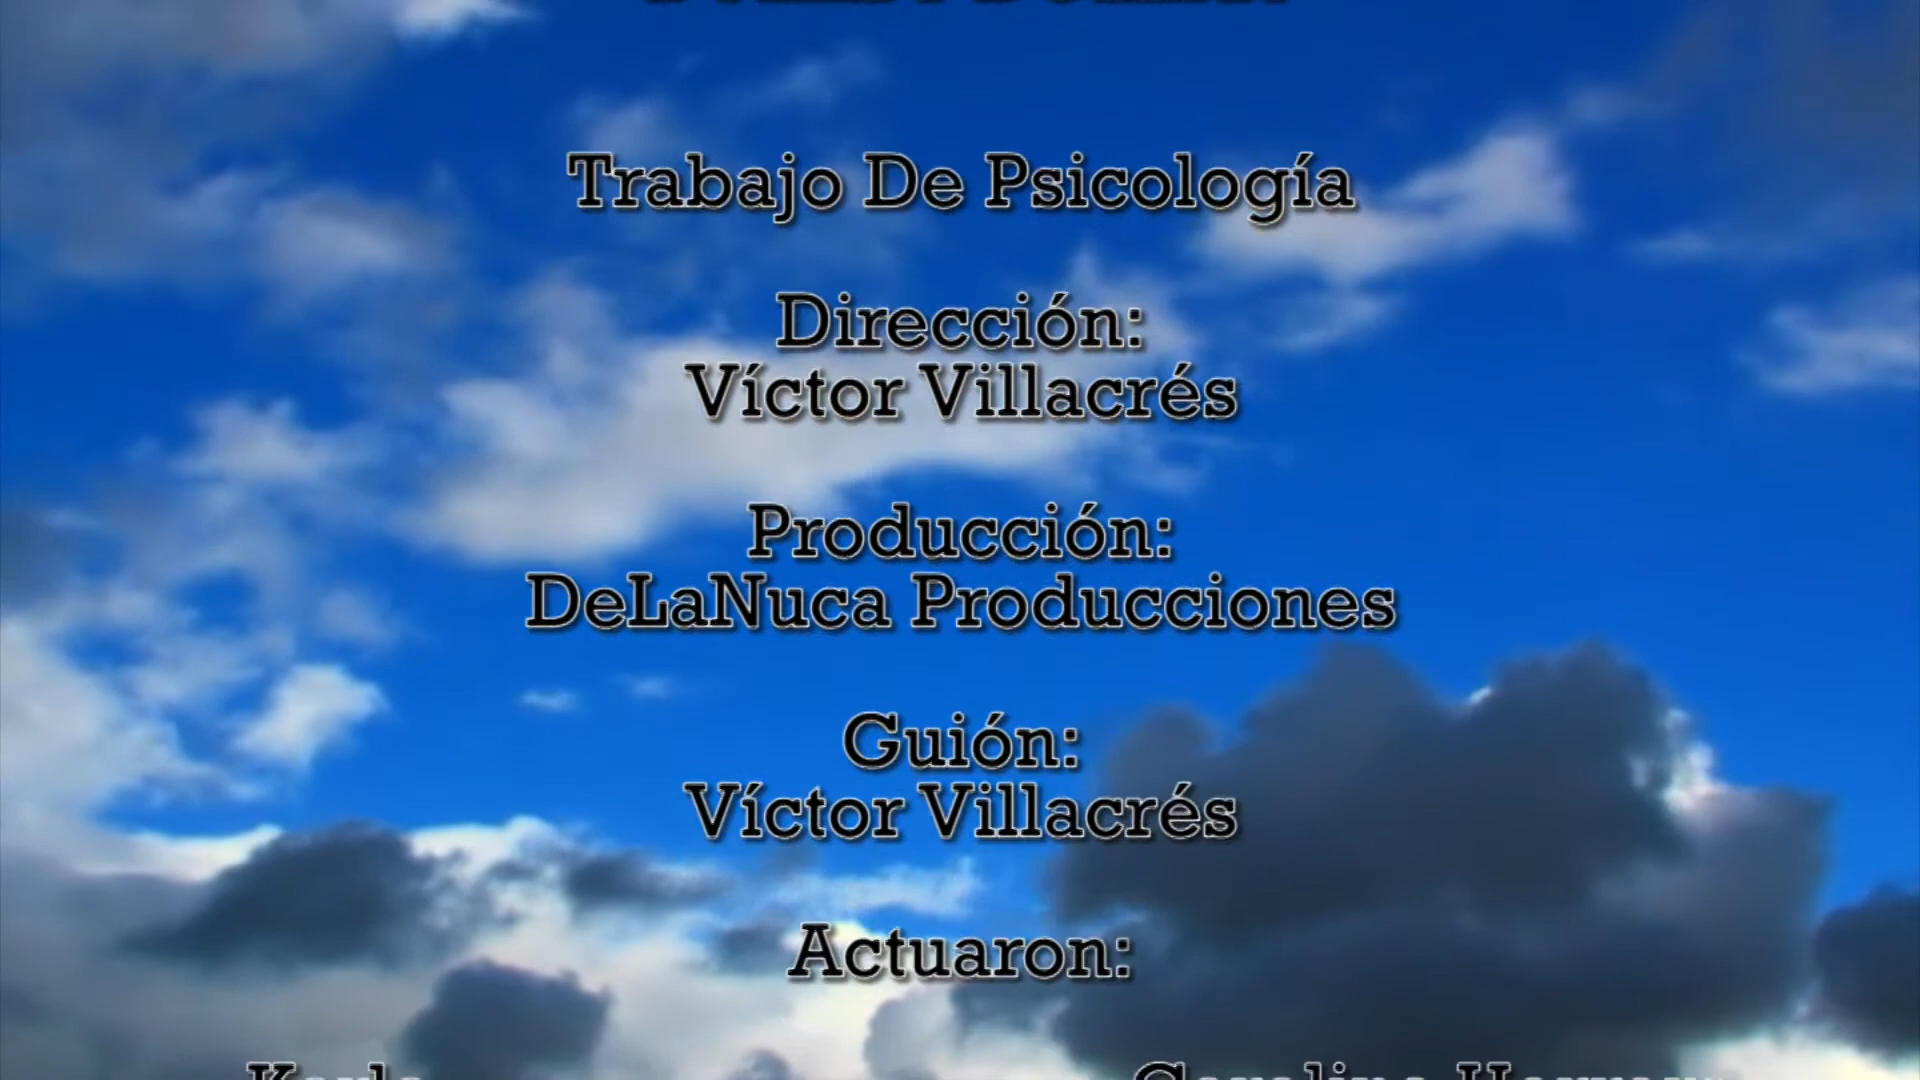 Trabajo De Psicología
Dirección:
Víctor Villacrés
Producción:
DeLaNuca Producciones
Guión:
Víctor Villacrés
Actuaron: